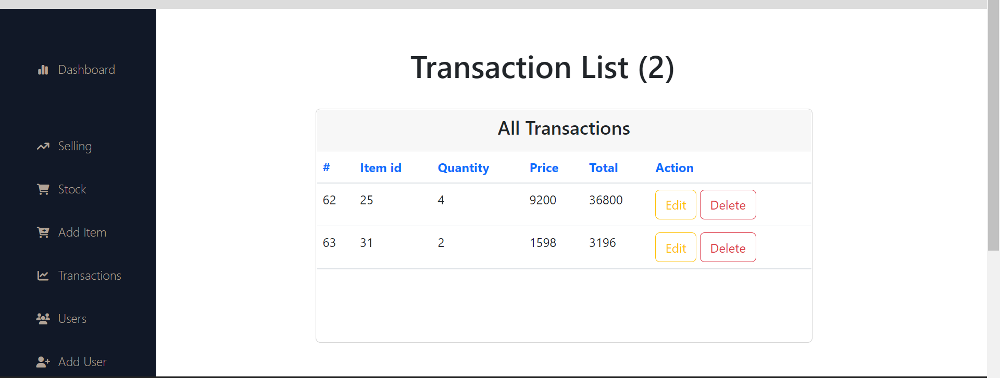 Dashboard
Selling
Stock
Add Item
Transactions
Users
Add User
Transaction List (2)
All Transactions
# Item id Quantity Price Total Action
62 25 4 9200 36800 Edit Delete
63 31 2 1598 3196 Edit Delete